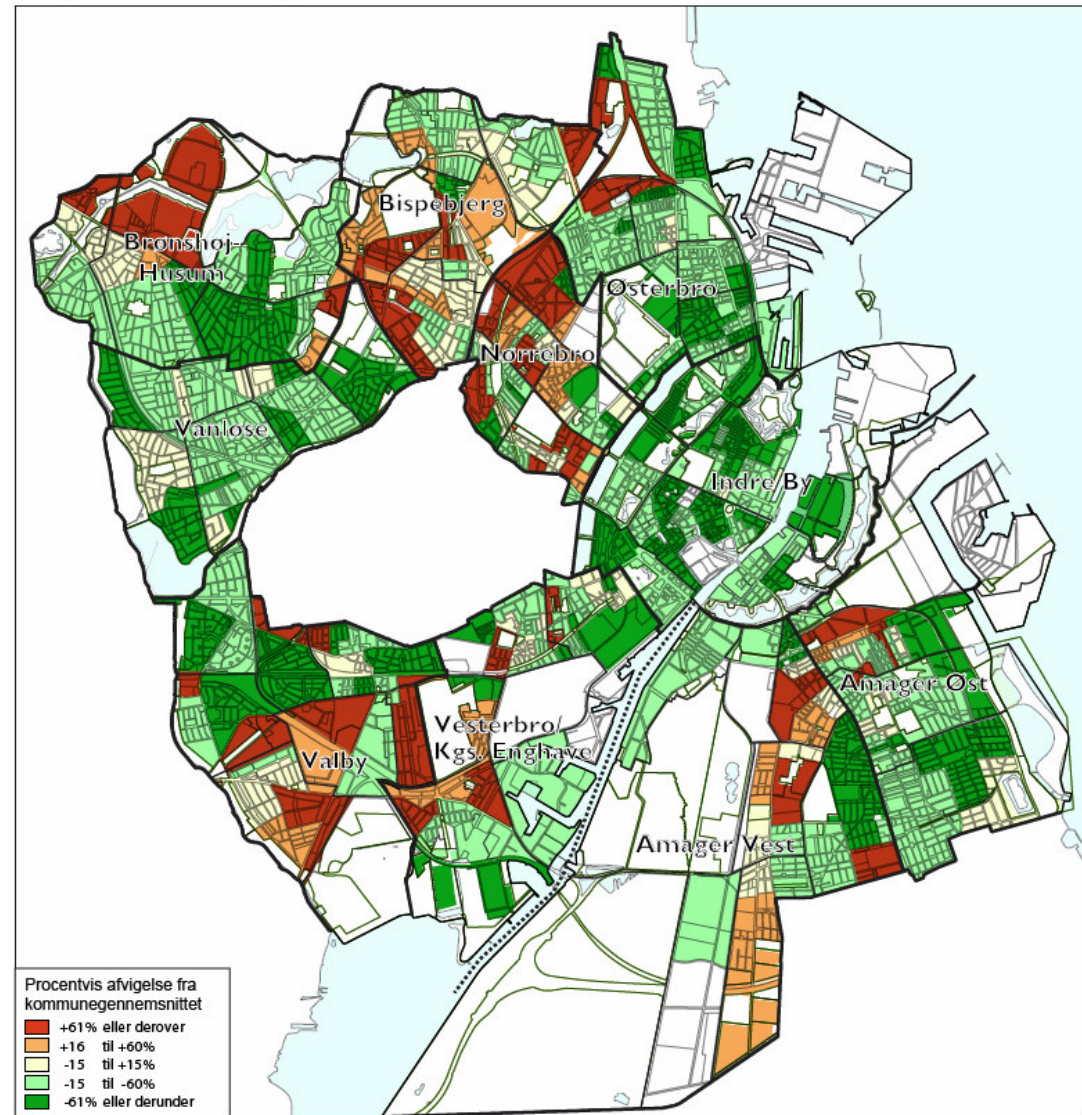 Bispebjerg
Brønshøj-
Husum
Østerbro
Nørrebro
Vanløse
Indre By
Amager Øst
Vesterbro/
Kgs. Enghave
Valby
Amager Vest
Procentvis afvigelse fra
kommunegennemsnittet
+61% eller derover
+16 til +60%
-15 til +15%
-15 til -60%
-61% eller derunder